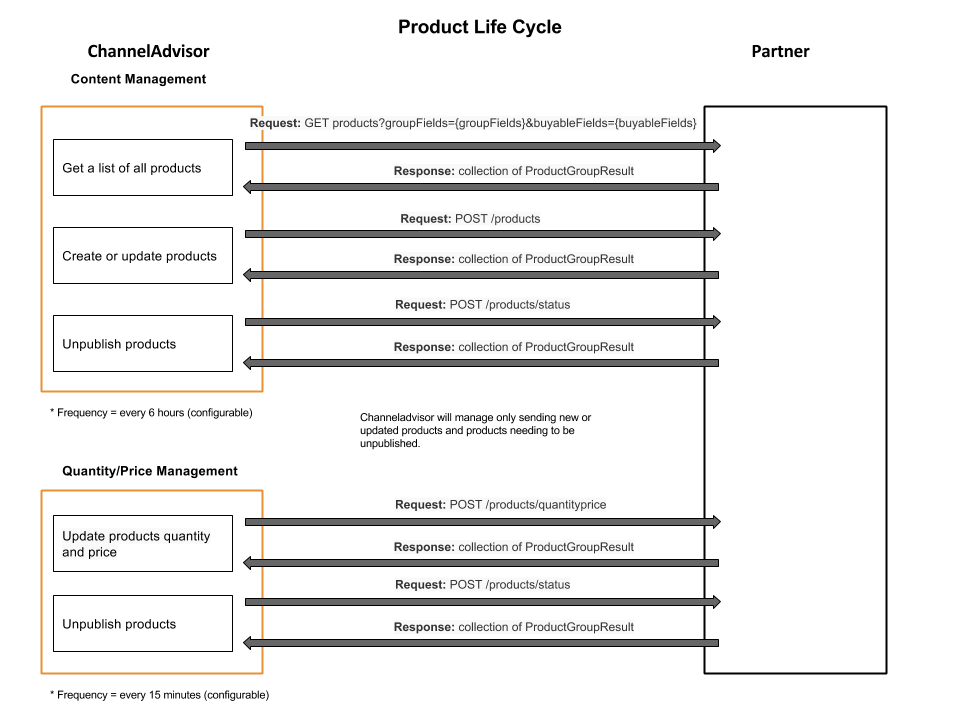 Product Life Cycle
ChannelAdvisor
Partner
Content Management
Request: GET products?groupFields={groupFields}&buyableFields={buyableFields}
Get a list of all products
Response: collection of ProductGroupResult
Request: POST /products
Create or update products
Response: collection of ProductGroupResult
Request: POST /products/status
Unpublish products
Response: collection of ProductGroupResult
* Frequency = every 6 hours (configurable)
Channeladvisor will manage only sending new or
updated products and products needing to be
unpublished.
Quantity/Price Management
Request: POST /products/quantityprice
Update products quantity
and price
Response: collection of ProductGroupResult
Request: POST /products/status
Unpublish products
Response: collection of ProductGroupResult
* Frequency = every 15 minutes (configurable)